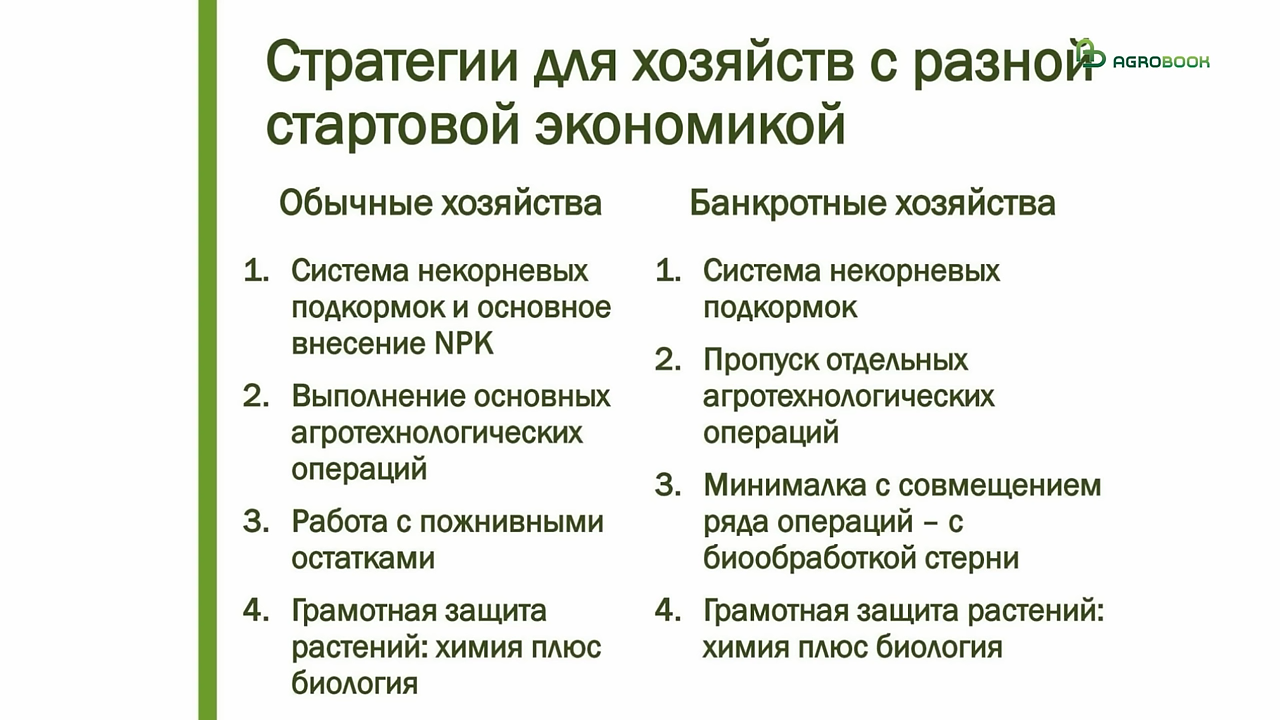 Стратегии для хозяйств с разной
стартовой экономикой
AGROBOOK
Обычные хозяйства
1. Система некорневых
подкормок и основное
внесение NPK
2. Выполнение основных
агротехнологических
операций
3. Работа с пожнивными
остатками
4. Грамотная защита
растений: химия плюс
биология
Банкротные хозяйства
1. Система некорневых
подкормок
2. Пропуск отдельных
агротехнологических
операций
3. Минималка с совмещением
ряда операций – с
биообработкой стерни
4. Грамотная защита растений:
химия плюс биология